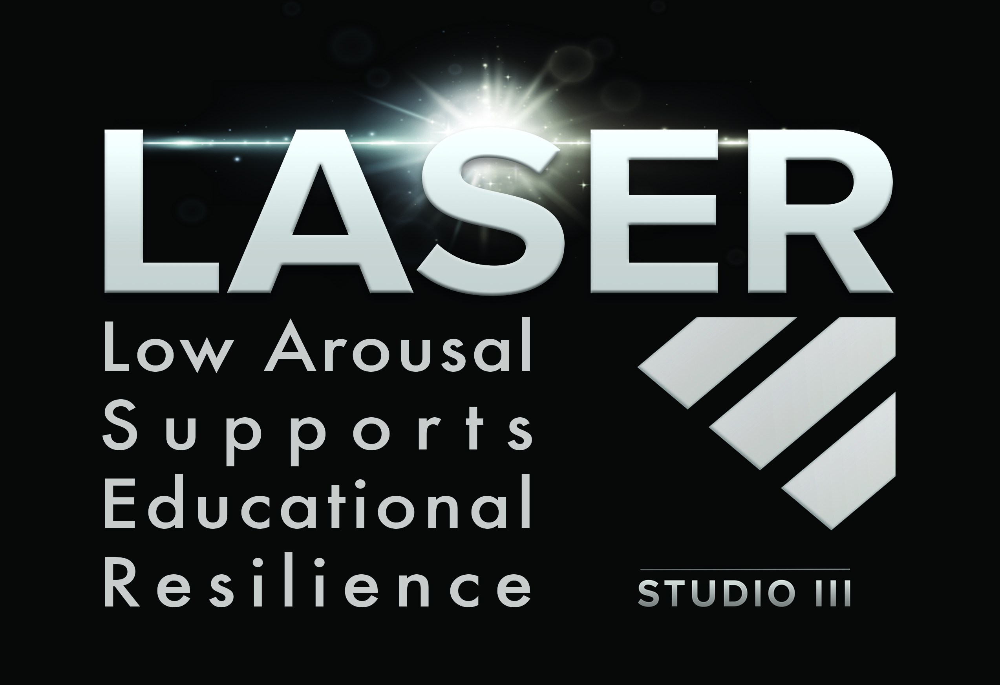 LASER
Low Arousal
Supports
Educational
Resilience
STUDIO III